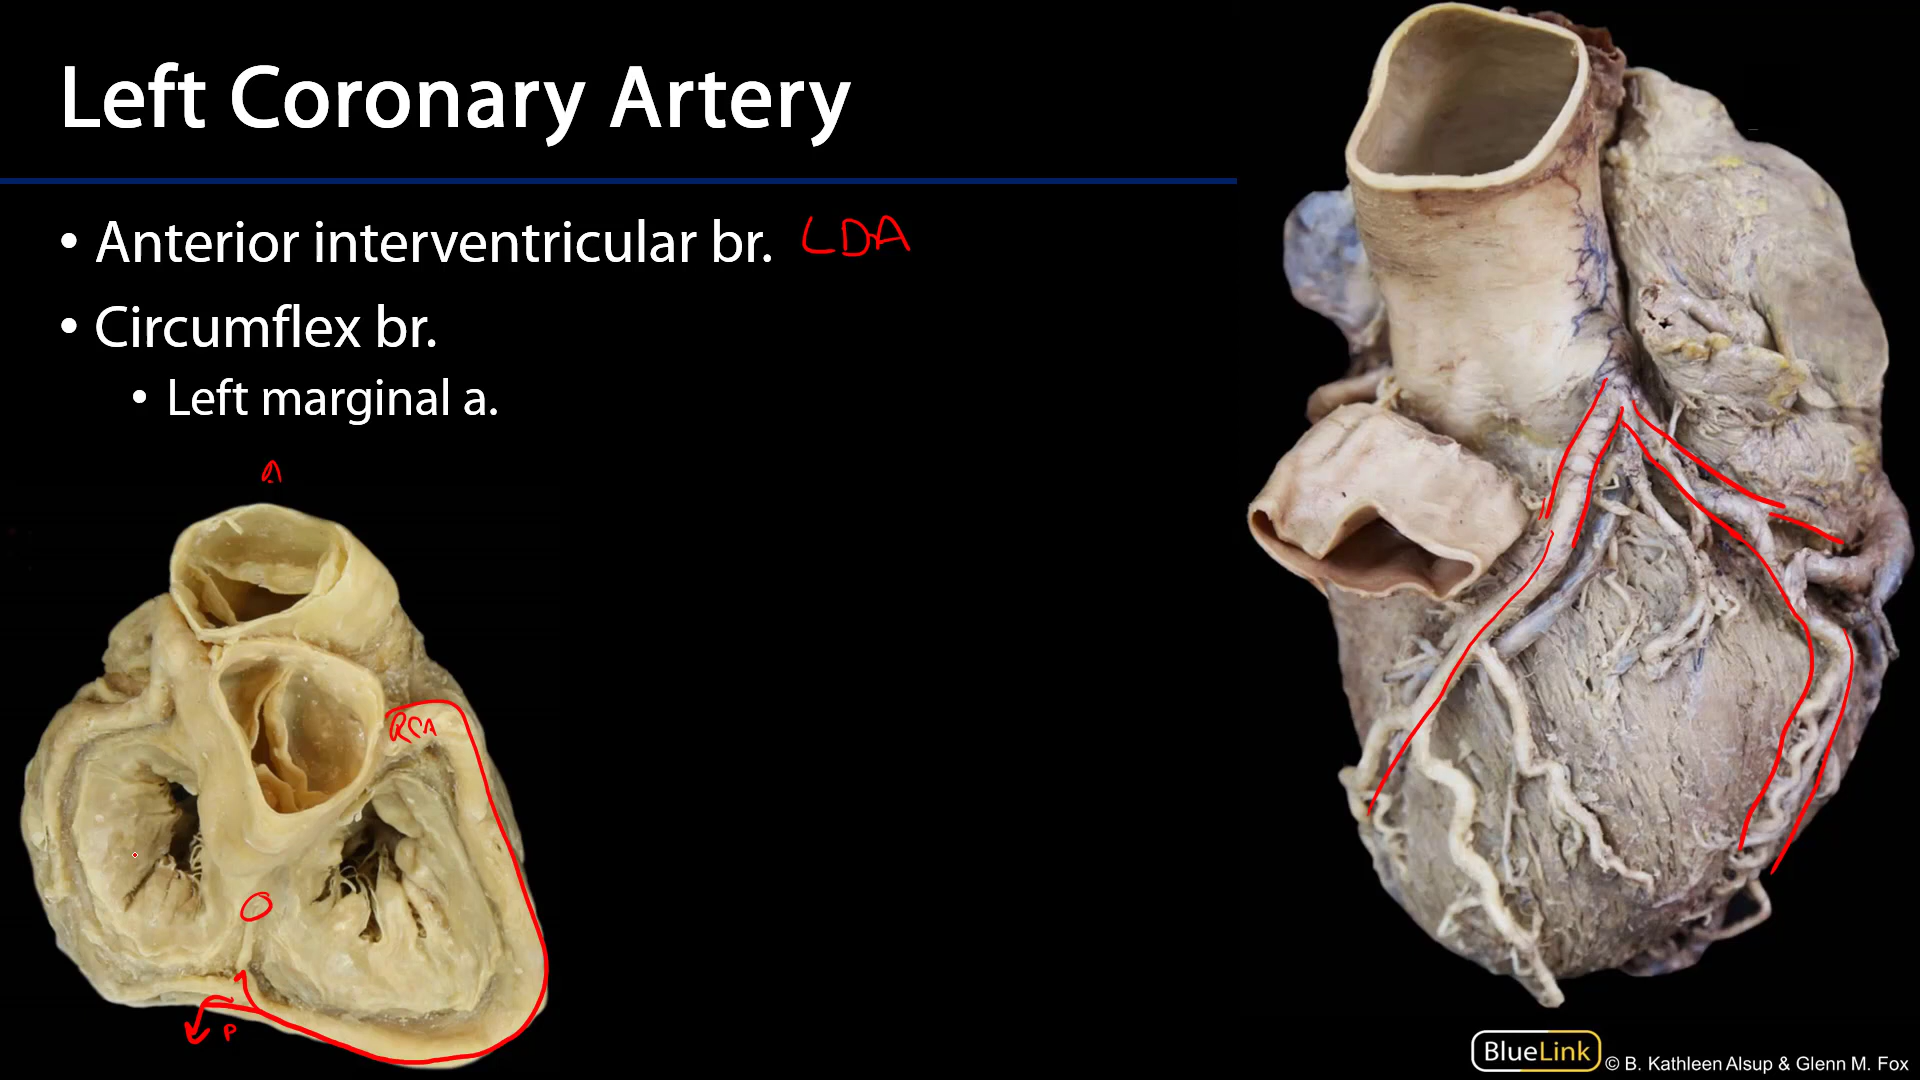 Left Coronary Artery
• Anterior interventricular br. LDA
• Circumflex br.
• Left marginal a.
A
RCA
P
BlueLink © B. Kathleen Alsup & Glenn M. Fox